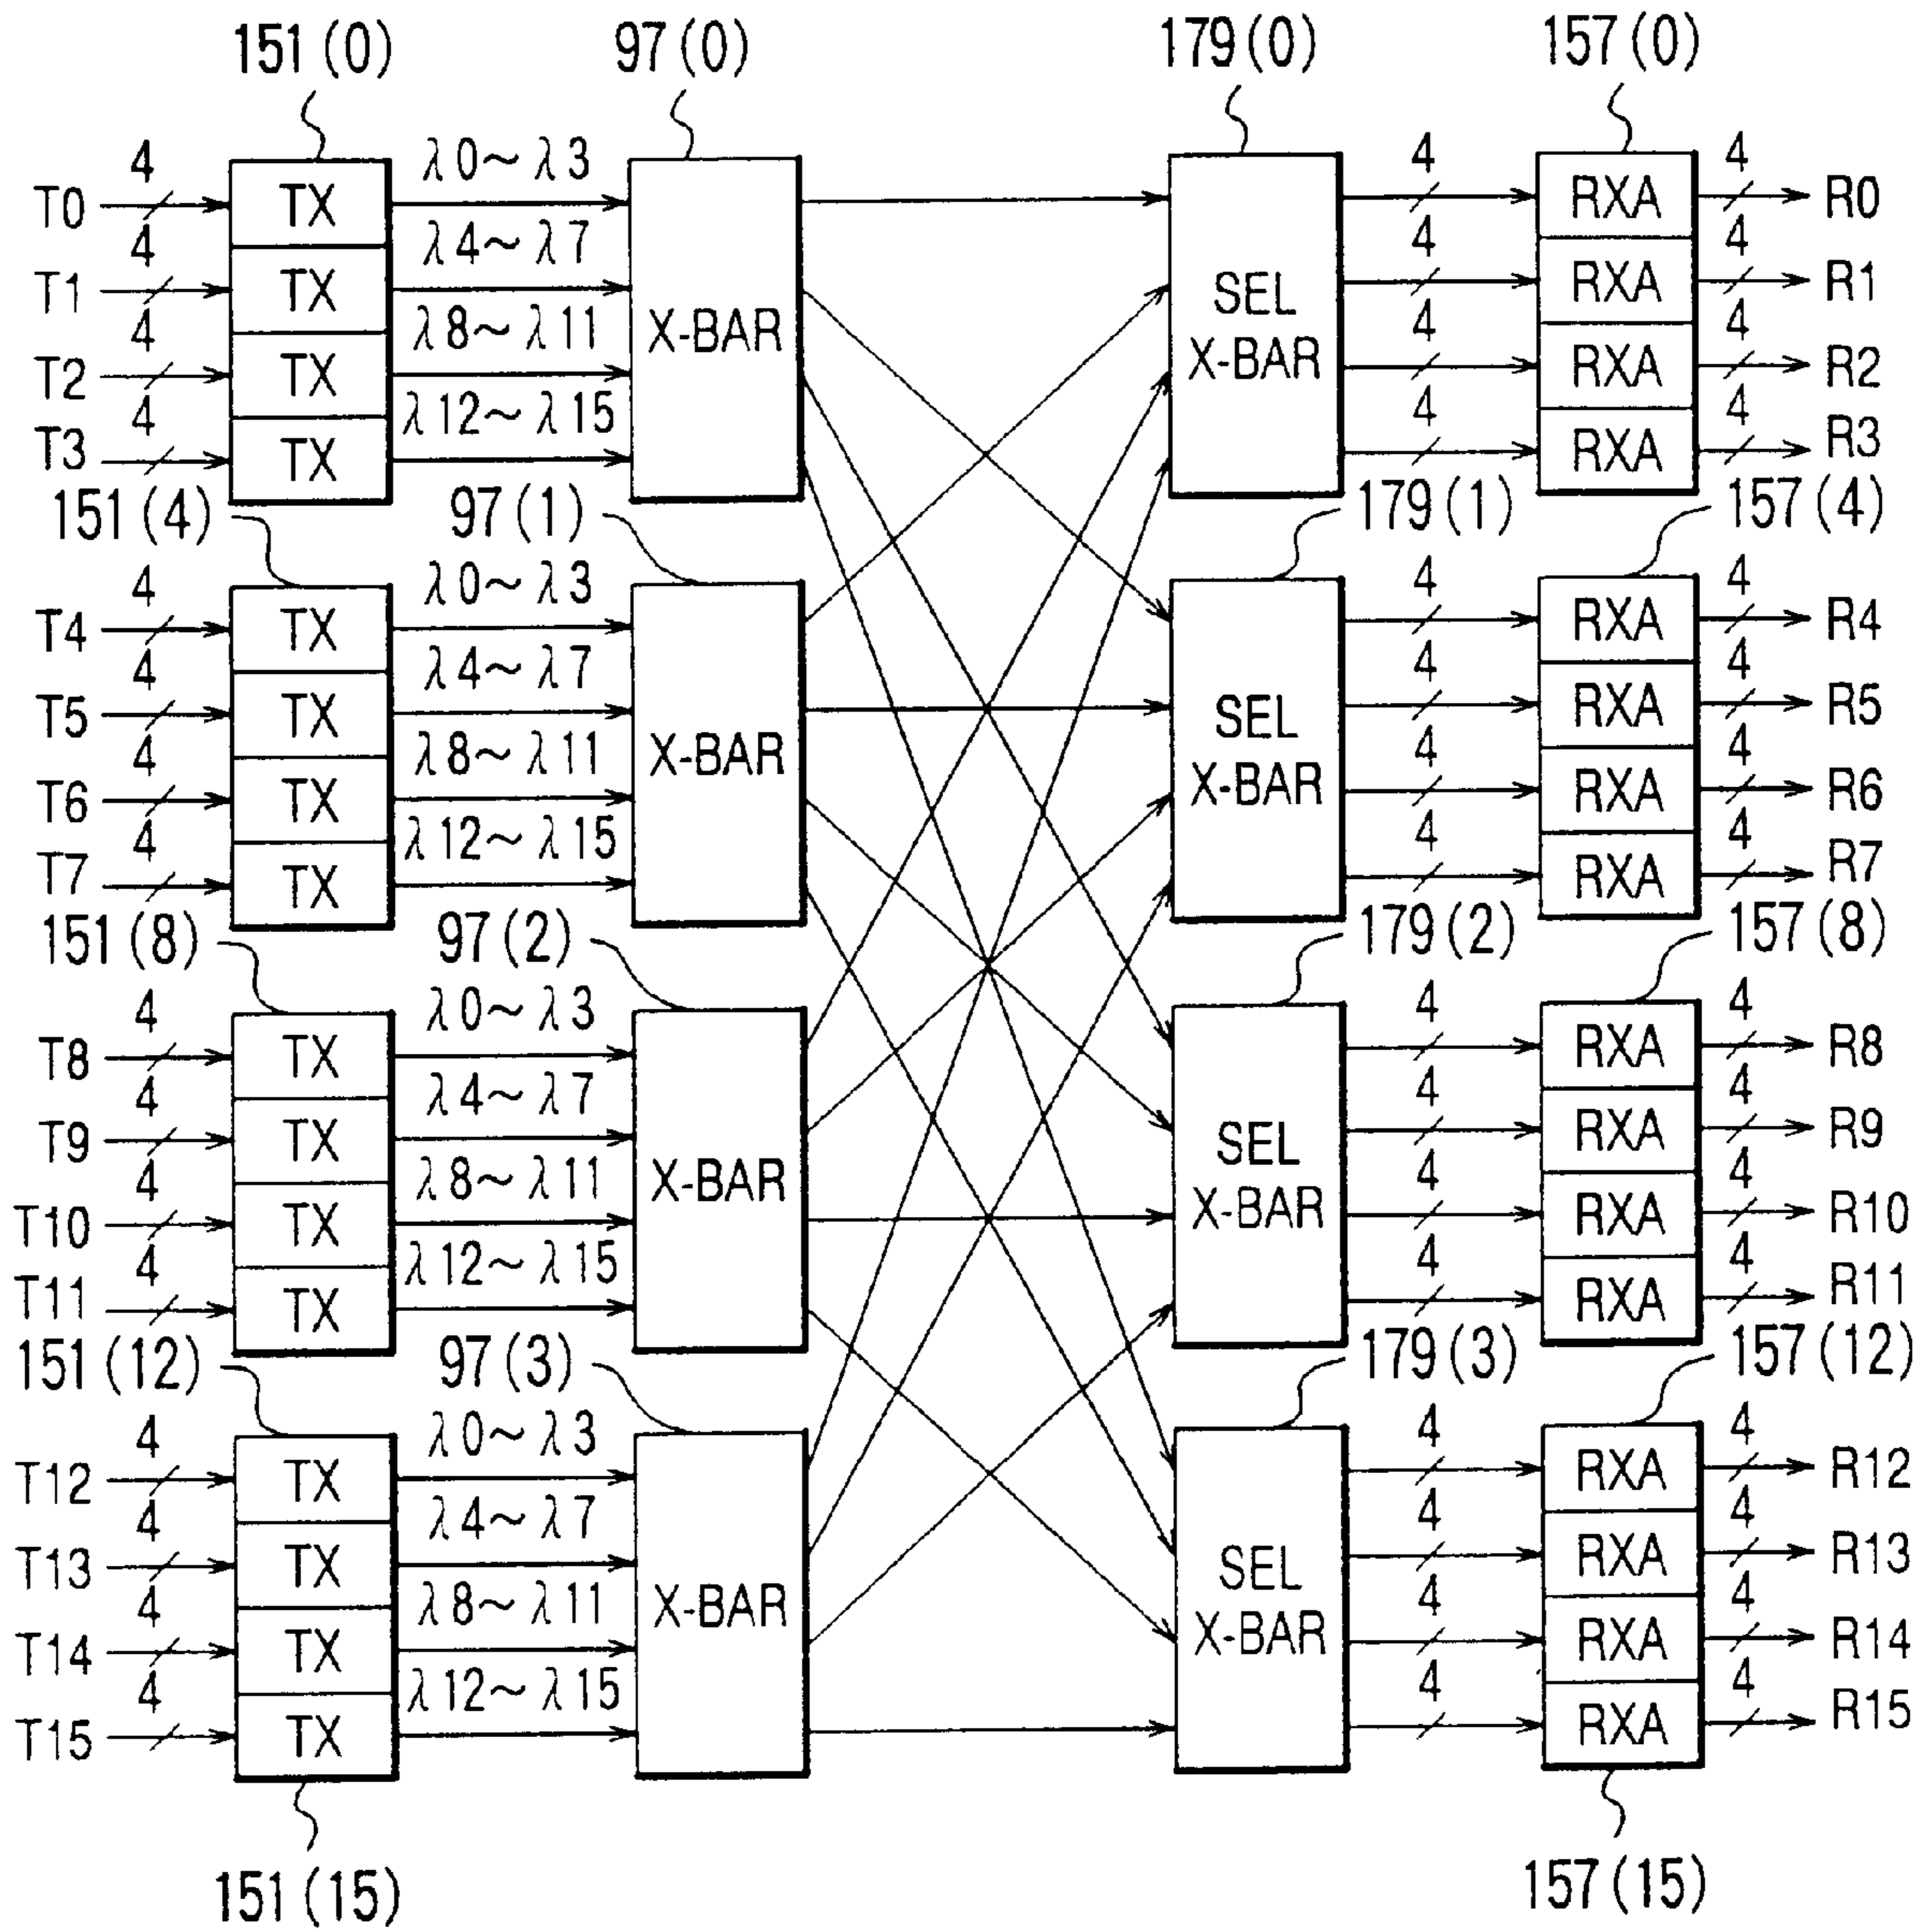 151(0) 97(0) 179(0) 157(0)
4 λ0~λ3 4 4
T0 TX RXA R0
4 λ4~λ7 4 4
T1 TX RXA R1
X-BAR SEL X-BAR
4 λ8~λ11 4 4
T2 TX RXA R2
4 λ12~λ15 4 4
T3 TX RXA R3
151(4) 97(1) 179(1) 157(4)
4 λ0~λ3 4 4
T4 TX RXA R4
4 λ4~λ7 4 4
T5 TX RXA R5
X-BAR SEL X-BAR
4 λ8~λ11 4 4
T6 TX RXA R6
4 λ12~λ15 4 4
T7 TX RXA R7
151(8) 97(2) 179(2) 157(8)
4 λ0~λ3 4 4
T8 TX RXA R8
4 λ4~λ7 4 4
T9 TX RXA R9
X-BAR SEL X-BAR
4 λ8~λ11 4 4
T10 TX RXA R10
4 λ12~λ15 4 4
T11 TX RXA R11
151(12) 97(3) 179(3) 157(12)
4 λ0~λ3 4 4
T12 TX RXA R12
4 λ4~λ7 4 4
T13 TX RXA R13
X-BAR SEL X-BAR
4 λ8~λ11 4 4
T14 TX RXA R14
4 λ12~λ15 4 4
T15 TX RXA R15
151(15) 157(15)